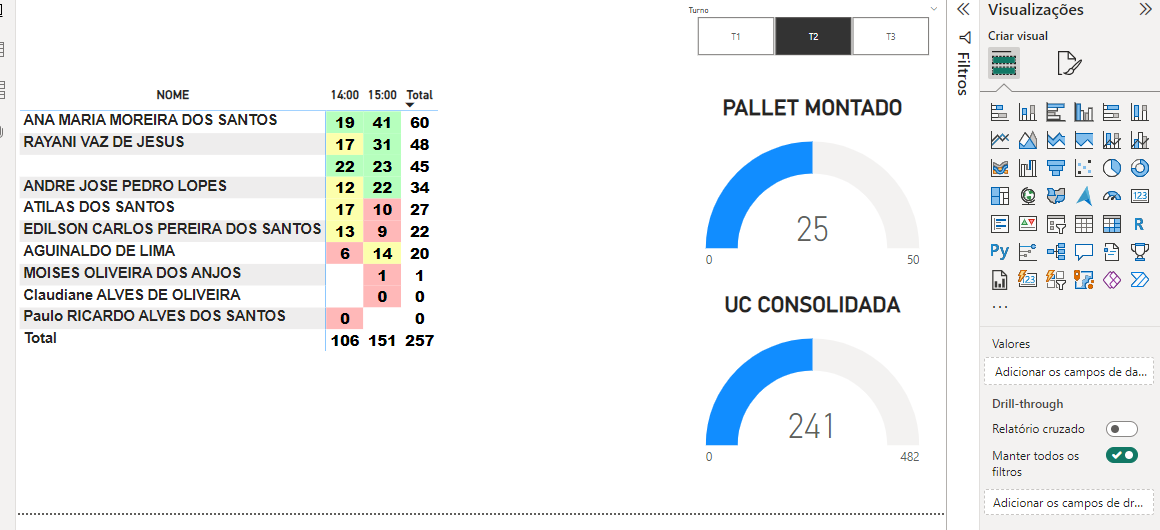 Turno
T1 T2 T3
NOME 14:00 15:00 Total
ANA MARIA MOREIRA DOS SANTOS 19 41 60
RAYANI VAZ DE JESUS 17 31 48
22 23 45
ANDRE JOSE PEDRO LOPES 12 22 34
ATILAS DOS SANTOS 17 10 27
EDILSON CARLOS PEREIRA DOS SANTOS 13 9 22
AGUINALDO DE LIMA 6 14 20
MOISES OLIVEIRA DOS ANJOS 1 1
Claudiane ALVES DE OLIVEIRA 0 0
Paulo RICARDO ALVES DOS SANTOS 0 0
Total 106 151 257
PALLET MONTADO
25
0 50
UC CONSOLIDADA
241
0 482
Filtros
Visualizações
Criar visual
123
R
Py
123
...
Valores
Adicionar os campos de da...
Drill-through
Relatório cruzado
Manter todos os
filtros
Adicionar os campos de dr...